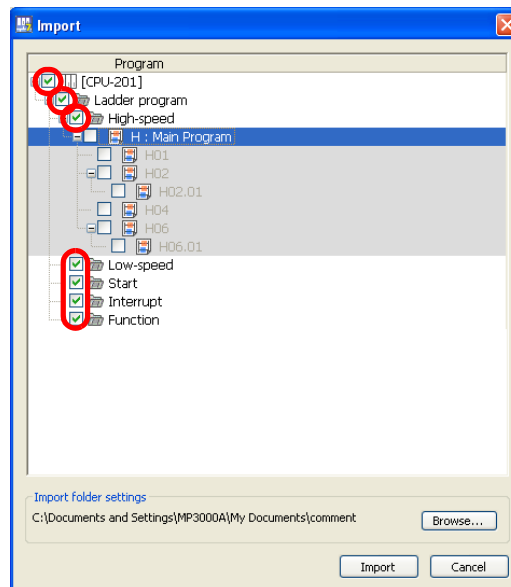 Import
Program
[CPU-201]
Ladder program
High-speed
H : Main Program
H01
H02
H02.01
H04
H06
H06.01
Low-speed
Start
Interrupt
Function
Import folder settings
C:\Documents and Settings\MP3000A\My Documents\comment
Browse...
Import
Cancel